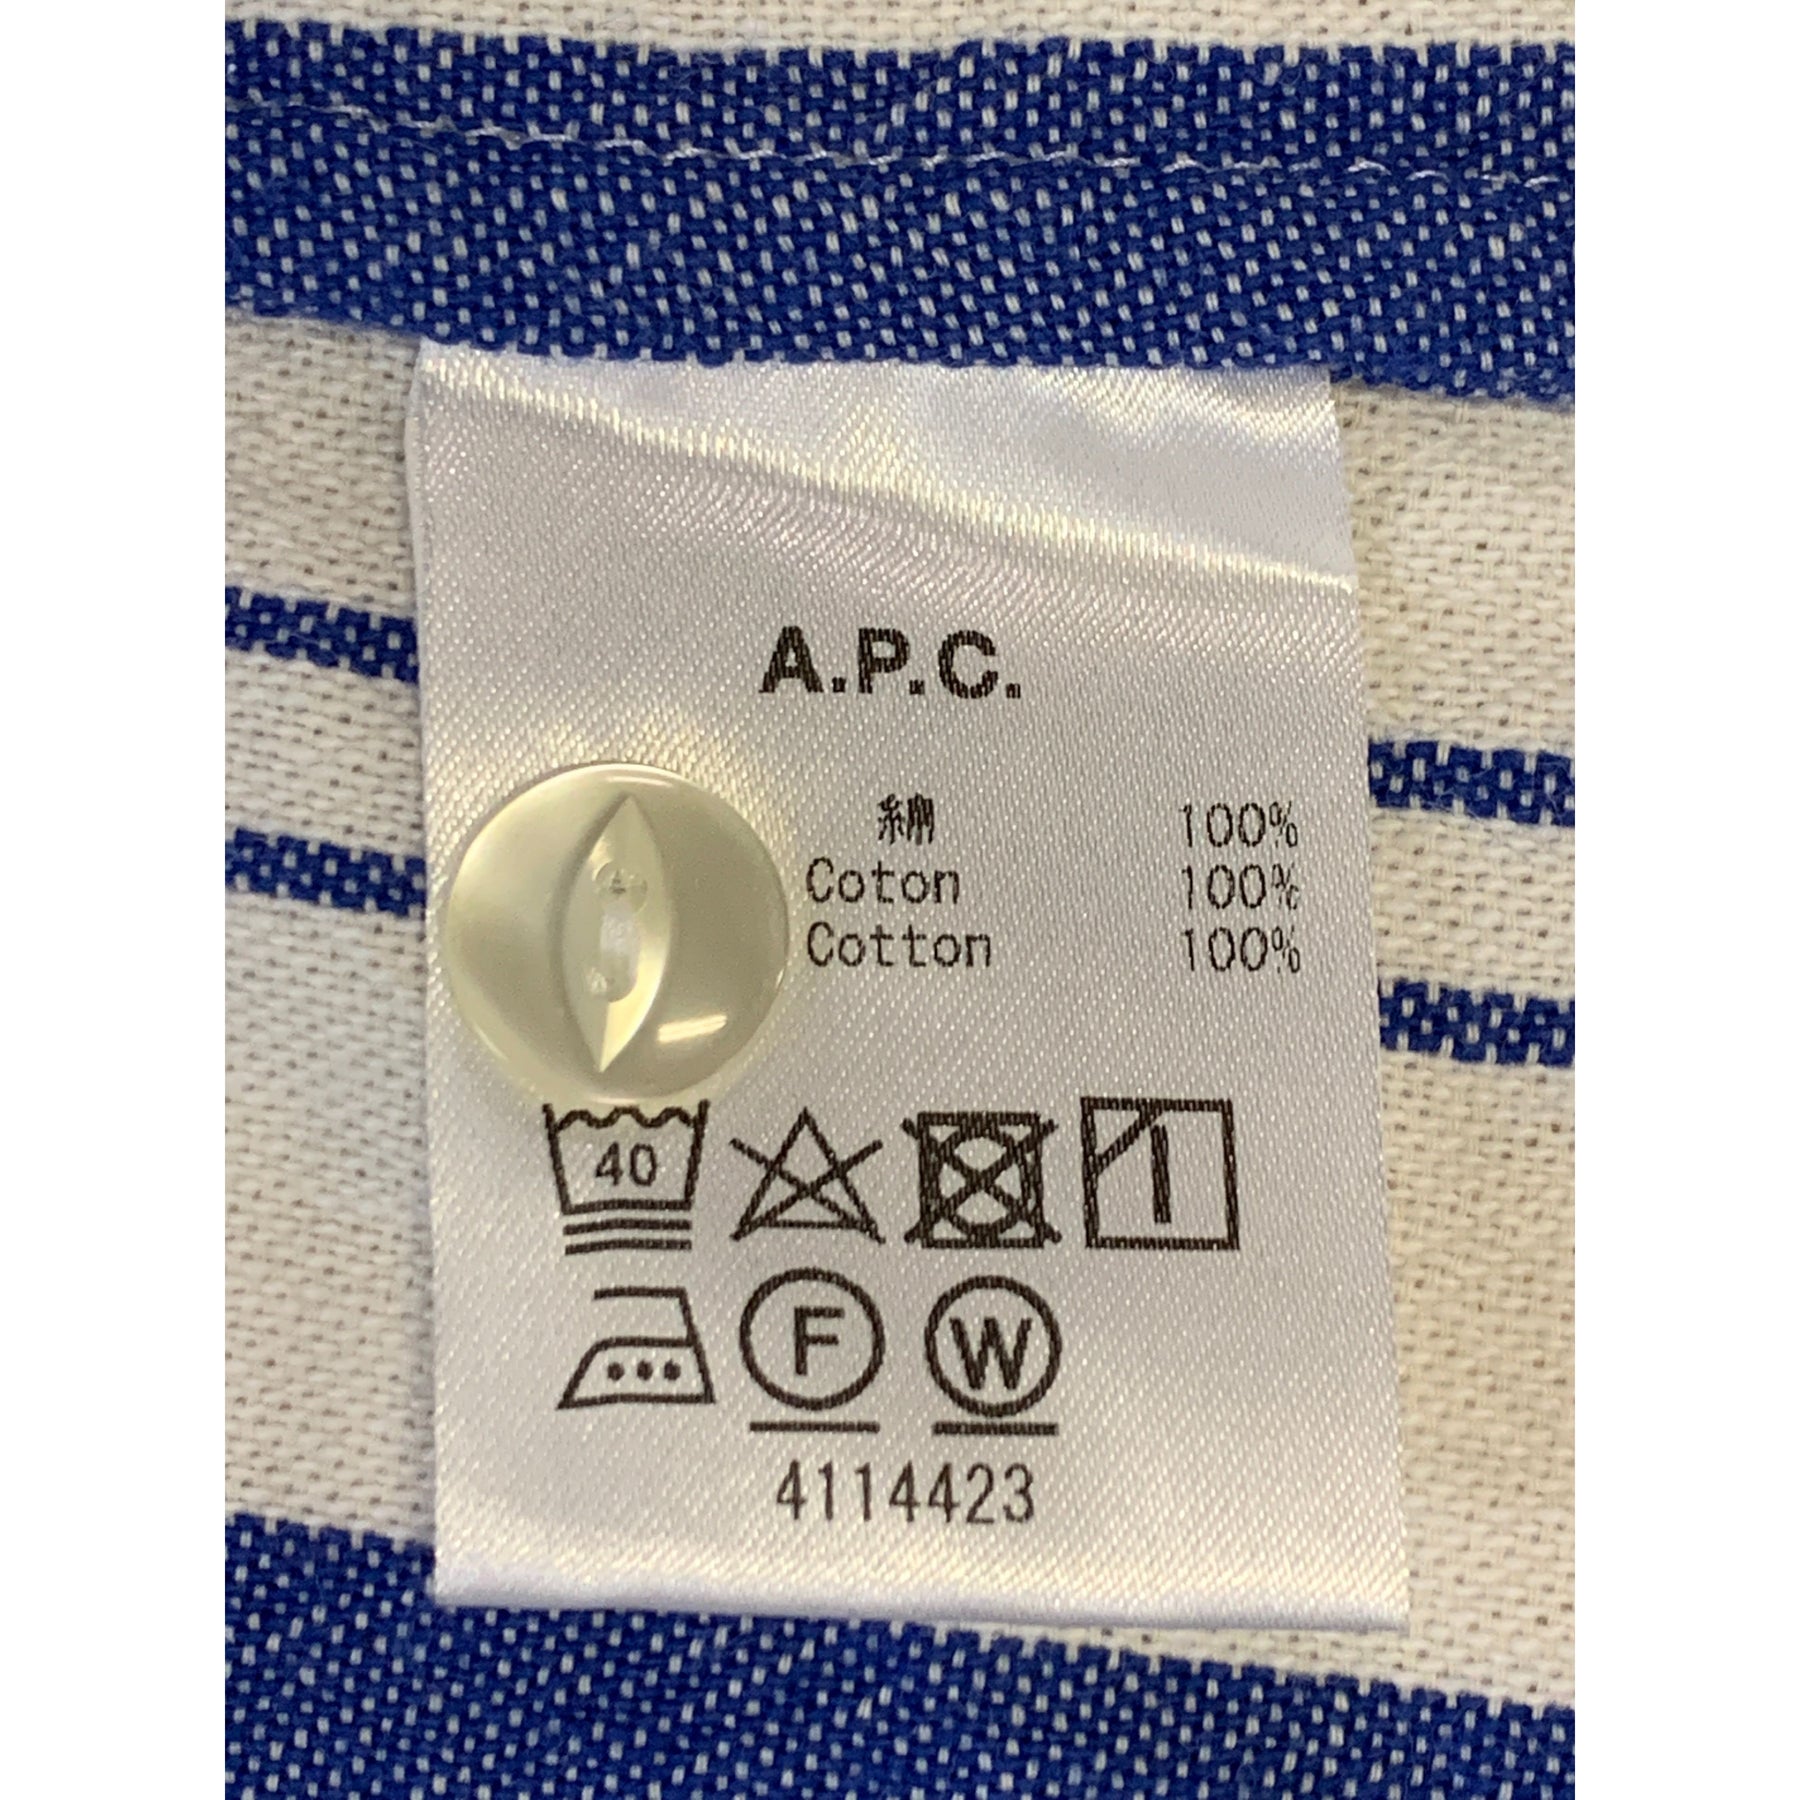 A.P.C.
綿 100%
Coton 100%
Cotton 100%
40
F W
4114423